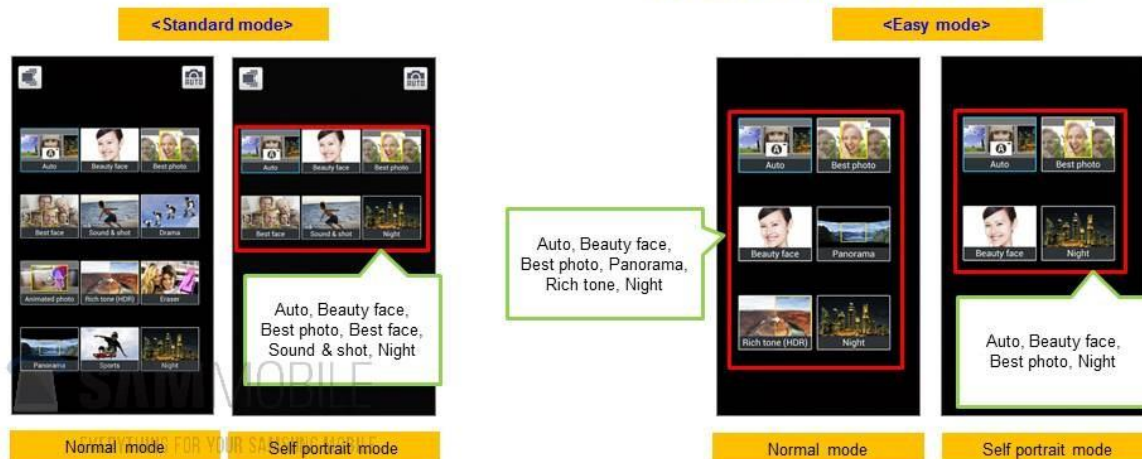 <Standard mode>
<Easy mode>
AUTO
Auto
Beauty face
Best photo
Best face
Sound & shot
Drama
Animated photo
Rich tone (HDR)
Eraser
Panorama
Sports
Night
Normal mode
AUTO
Auto
Beauty face
Best photo
Best face
Sound & shot
Night
Auto, Beauty face,
Best photo, Best face,
Sound & shot, Night
Self portrait mode
Auto, Beauty face,
Best photo, Panorama,
Rich tone, Night
Auto
Best photo
Beauty face
Panorama
Rich tone (HDR)
Night
Normal mode
Auto
Best photo
Beauty face
Night
Auto, Beauty face,
Best photo, Night
Self portrait mode
SAMMOBILE
EVERYTHING FOR YOUR SAMSUNG MOBILE